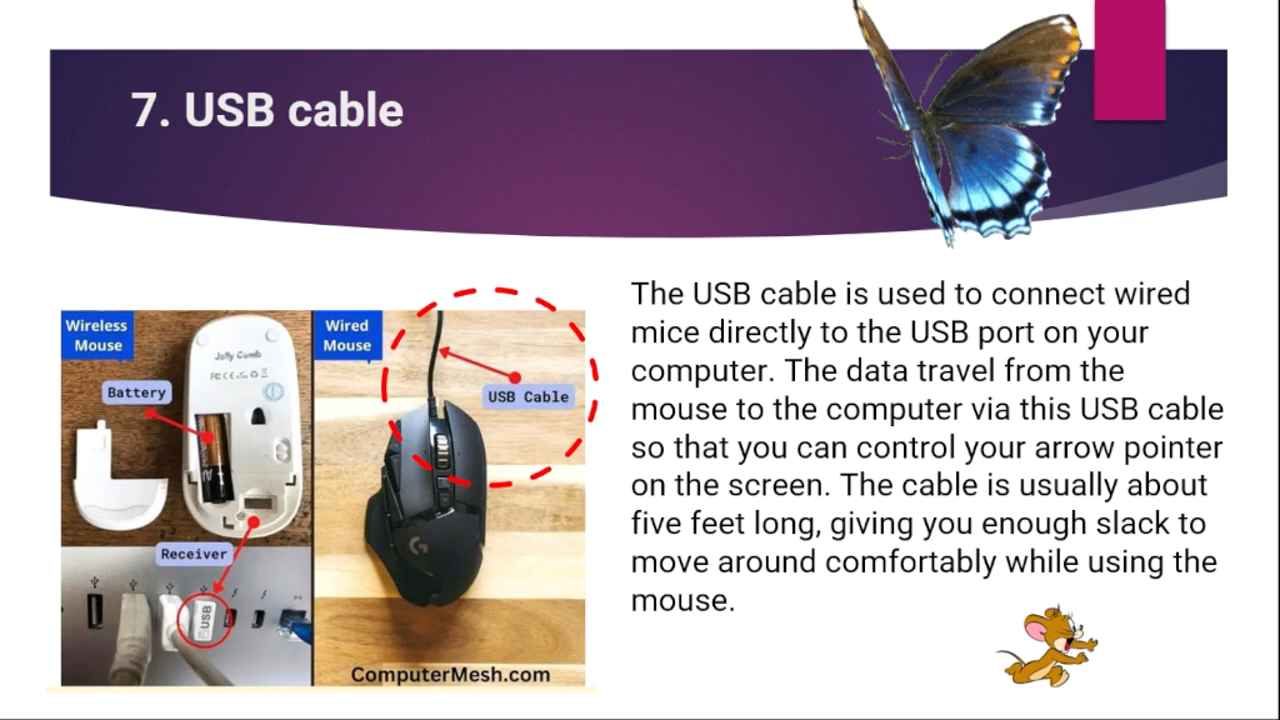 7. USB cable
Wireless
Mouse
Jelly Comb
Battery
Receiver
USB
Wired
Mouse
USB Cable
G
ComputerMesh.com
The USB cable is used to connect wired
mice directly to the USB port on your
computer. The data travel from the
mouse to the computer via this USB cable
so that you can control your arrow pointer
on the screen. The cable is usually about
five feet long, giving you enough slack to
move around comfortably while using the
mouse.